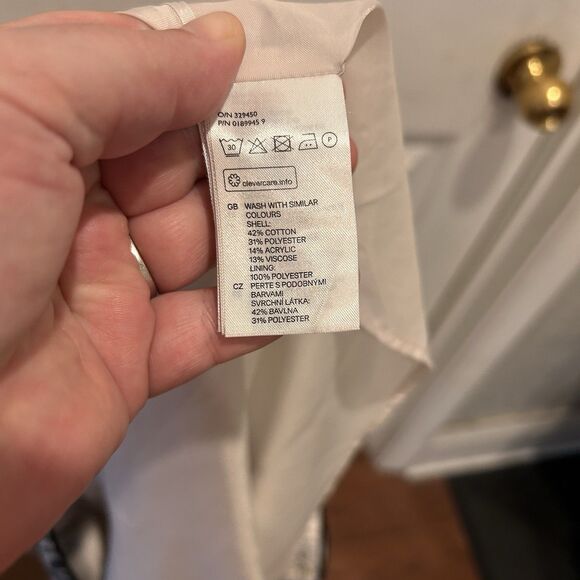 O/N 329450
P/N 0189945 9
30 P
clevercare.info
GB WASH WITH SIMILAR
COLOURS
SHELL:
42% COTTON
31% POLYESTER
14% ACRYLIC
13% VISCOSE
LINING:
100% POLYESTER
CZ PERTE S PODOBNÝMI
BARVAMI
SVRCHNÍ LÁTKA:
42% BAVLNA
31% POLYESTER